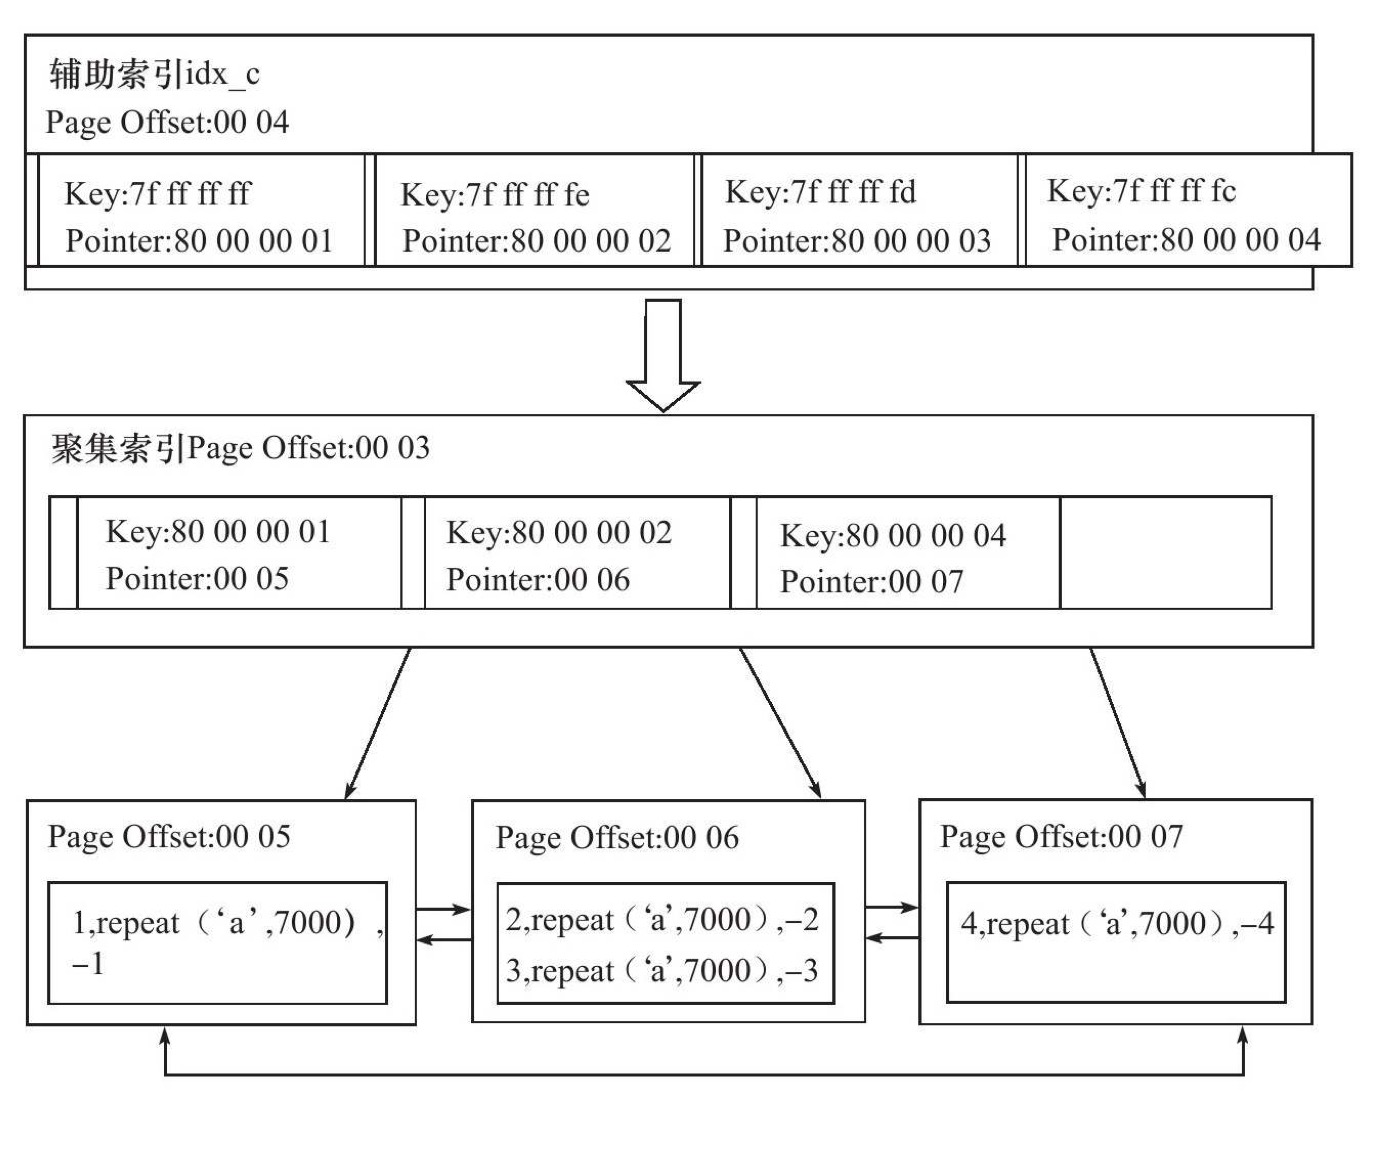 辅助索引idx_c
Page Offset:00 04
Key:7f ff ff ff
Pointer:80 00 00 01
Key:7f ff ff fe
Pointer:80 00 00 02
Key:7f ff ff fd
Pointer:80 00 00 03
Key:7f ff ff fc
Pointer:80 00 00 04
聚集索引Page Offset:00 03
Key:80 00 00 01
Pointer:00 05
Key:80 00 00 02
Pointer:00 06
Key:80 00 00 04
Pointer:00 07
Page Offset:00 05
1,repeat（‘a’,7000）,
–1
Page Offset:00 06
2,repeat（‘a’,7000）,–2
3,repeat（‘a’,7000）,–3
Page Offset:00 07
4,repeat（‘a’,7000）,–4